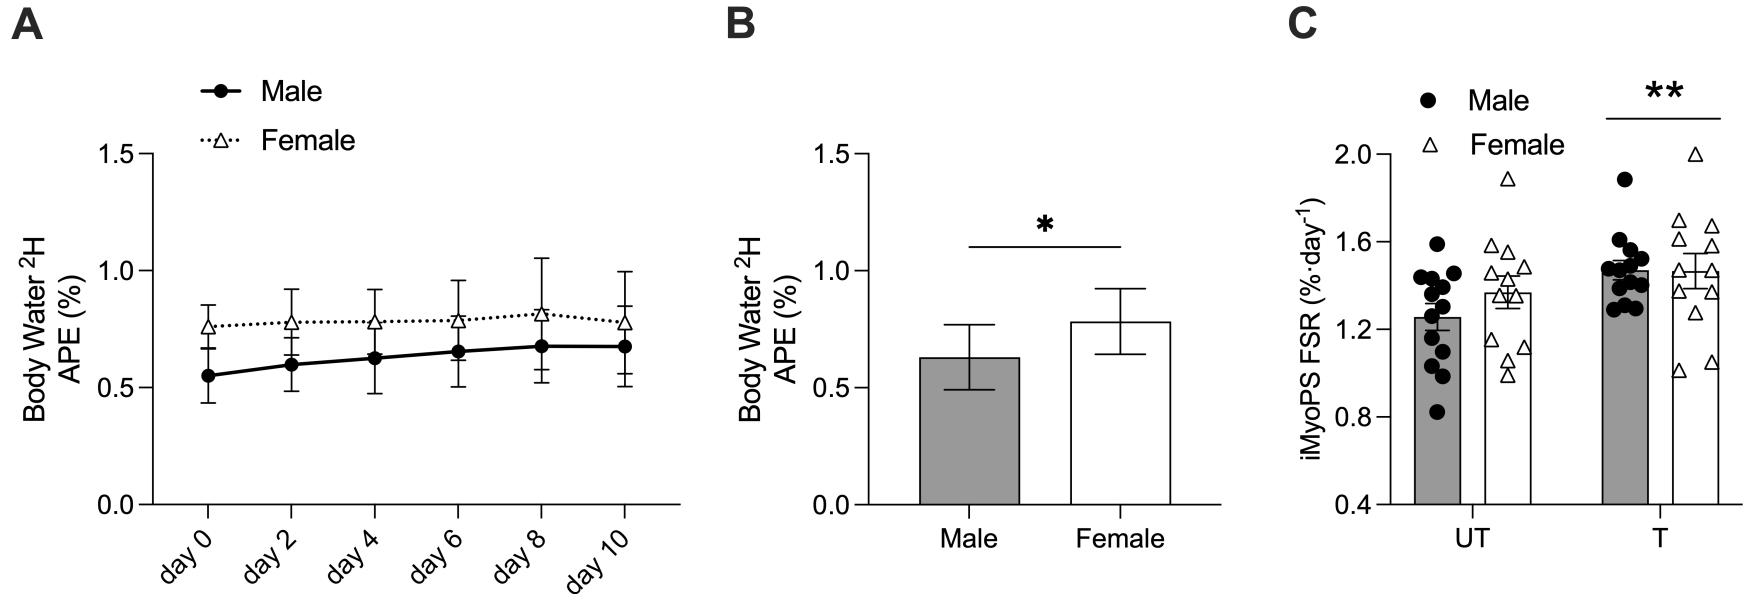 A
Male
Female
Body Water ²H
APE (%)
1.5
1.0
0.5
0.0
day 0
day 2
day 4
day 6
day 8
day 10
B
Body Water ²H
APE (%)
1.5
1.0
0.5
0.0
*
Male
Female
C
Male
Female
**
iMyoPS FSR (%·day⁻¹)
2.0
1.6
1.2
0.8
0.4
UT
T